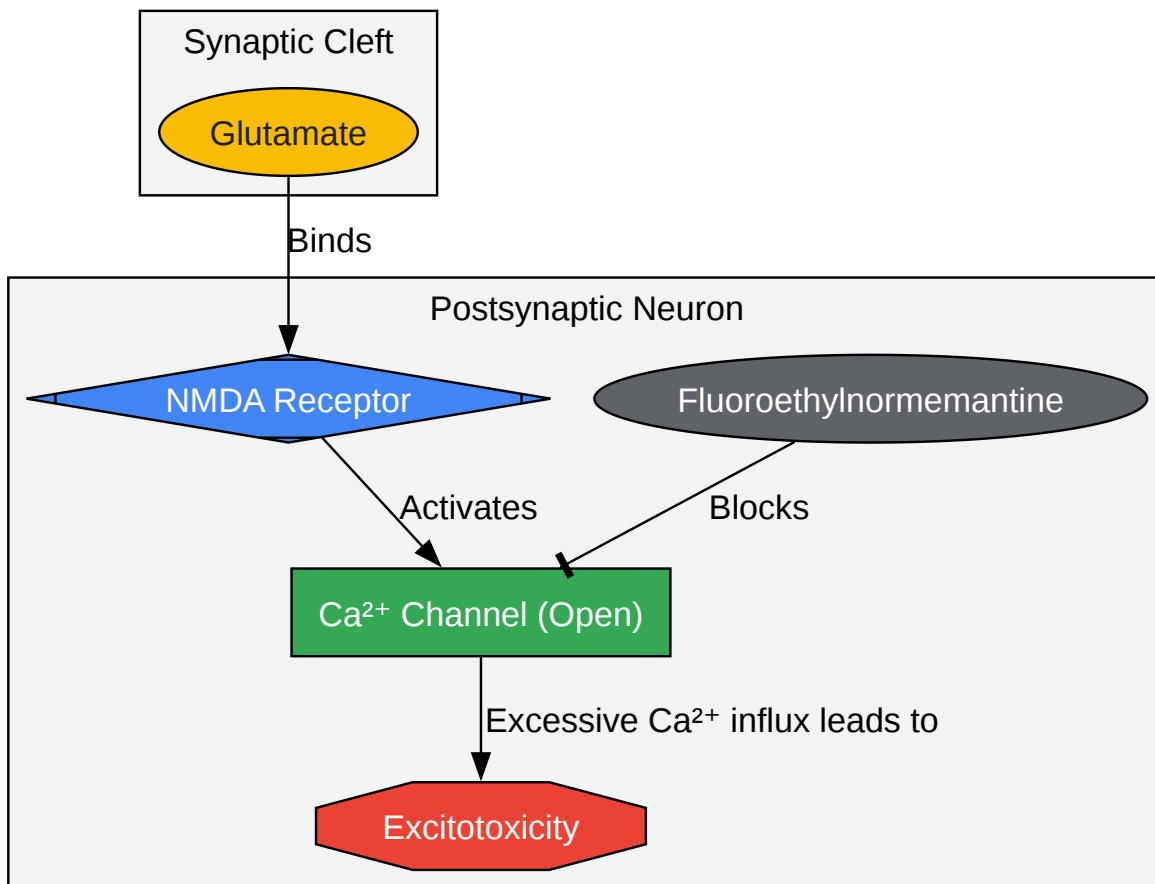 Synaptic Cleft
Glutamate
Binds
Postsynaptic Neuron
NMDA Receptor
Fluoroethylnormemantine
Activates
Blocks
Ca²⁺ Channel (Open)
Excessive Ca²⁺ influx leads to
Excitotoxicity